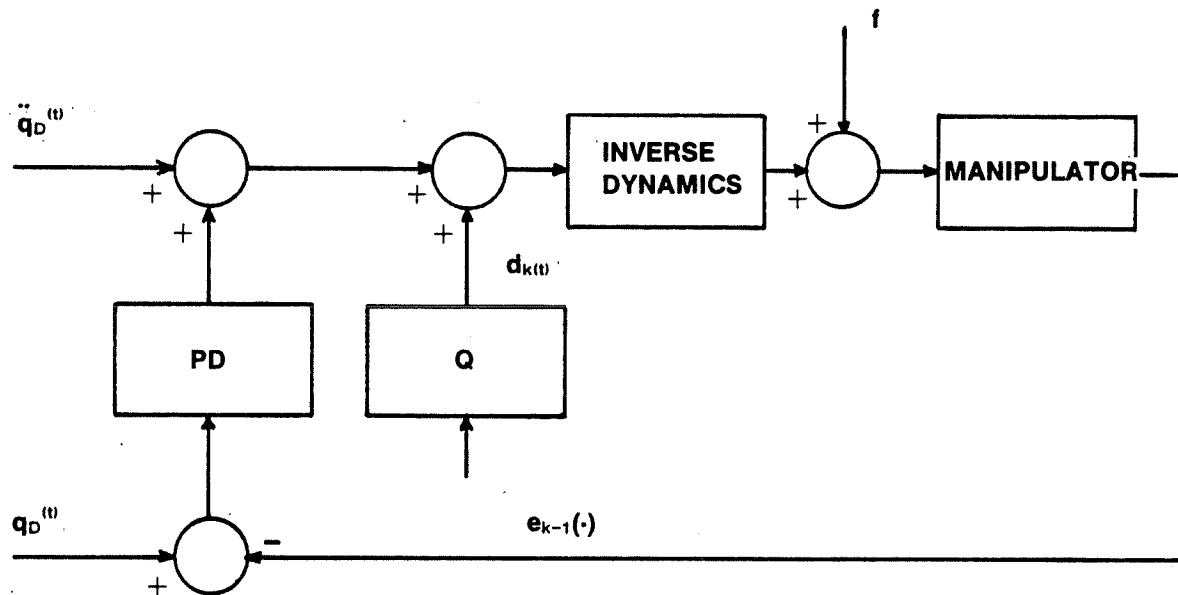 f
q̈D(t)
+
+
+
+
+
+
INVERSE
DYNAMICS
MANIPULATOR
dk(t)
PD
Q
qD(t)
+
−
ek−1(·)